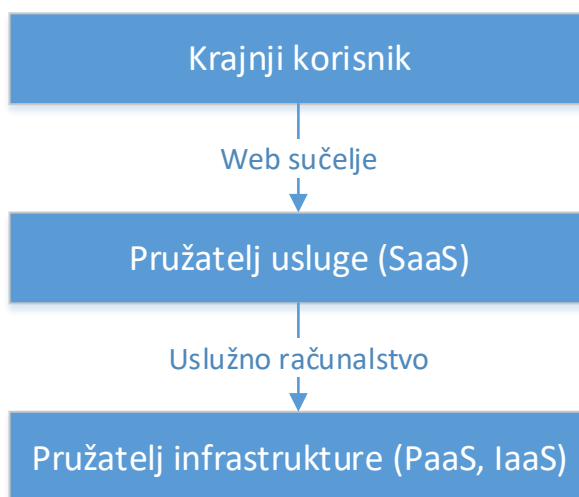 Krajnji korisnik
Web sučelje
Pružatelj usluge (SaaS)
Uslužno računalstvo
Pružatelj infrastrukture (PaaS, IaaS)